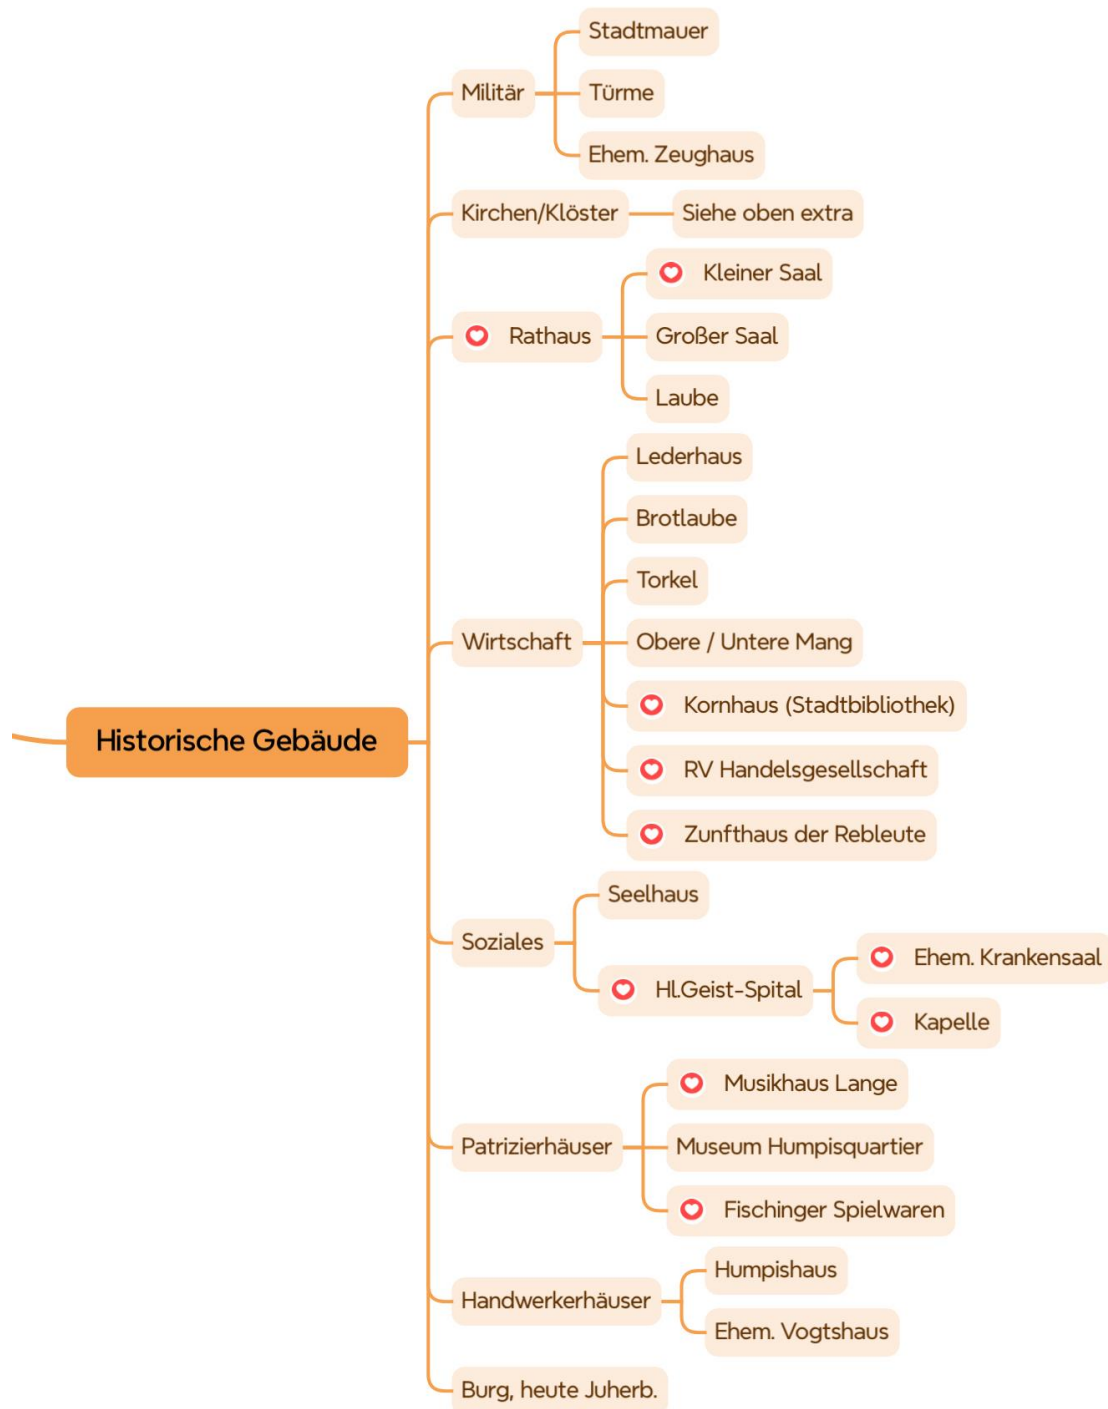 Historische Gebäude
Militär
Stadtmauer
Türme
Ehem. Zeughaus
Kirchen/Klöster
Siehe oben extra
Rathaus
Kleiner Saal
Großer Saal
Laube
Wirtschaft
Lederhaus
Brotlaube
Torkel
Obere / Untere Mang
Kornhaus (Stadtbibliothek)
RV Handelsgesellschaft
Zunfthaus der Rebleute
Soziales
Seelhaus
Hl.Geist-Spital
Ehem. Krankensaal
Kapelle
Patrizierhäuser
Musikhaus Lange
Museum Humpisquartier
Fischinger Spielwaren
Handwerkerhäuser
Humpishaus
Ehem. Vogtshaus
Burg, heute Juherb.